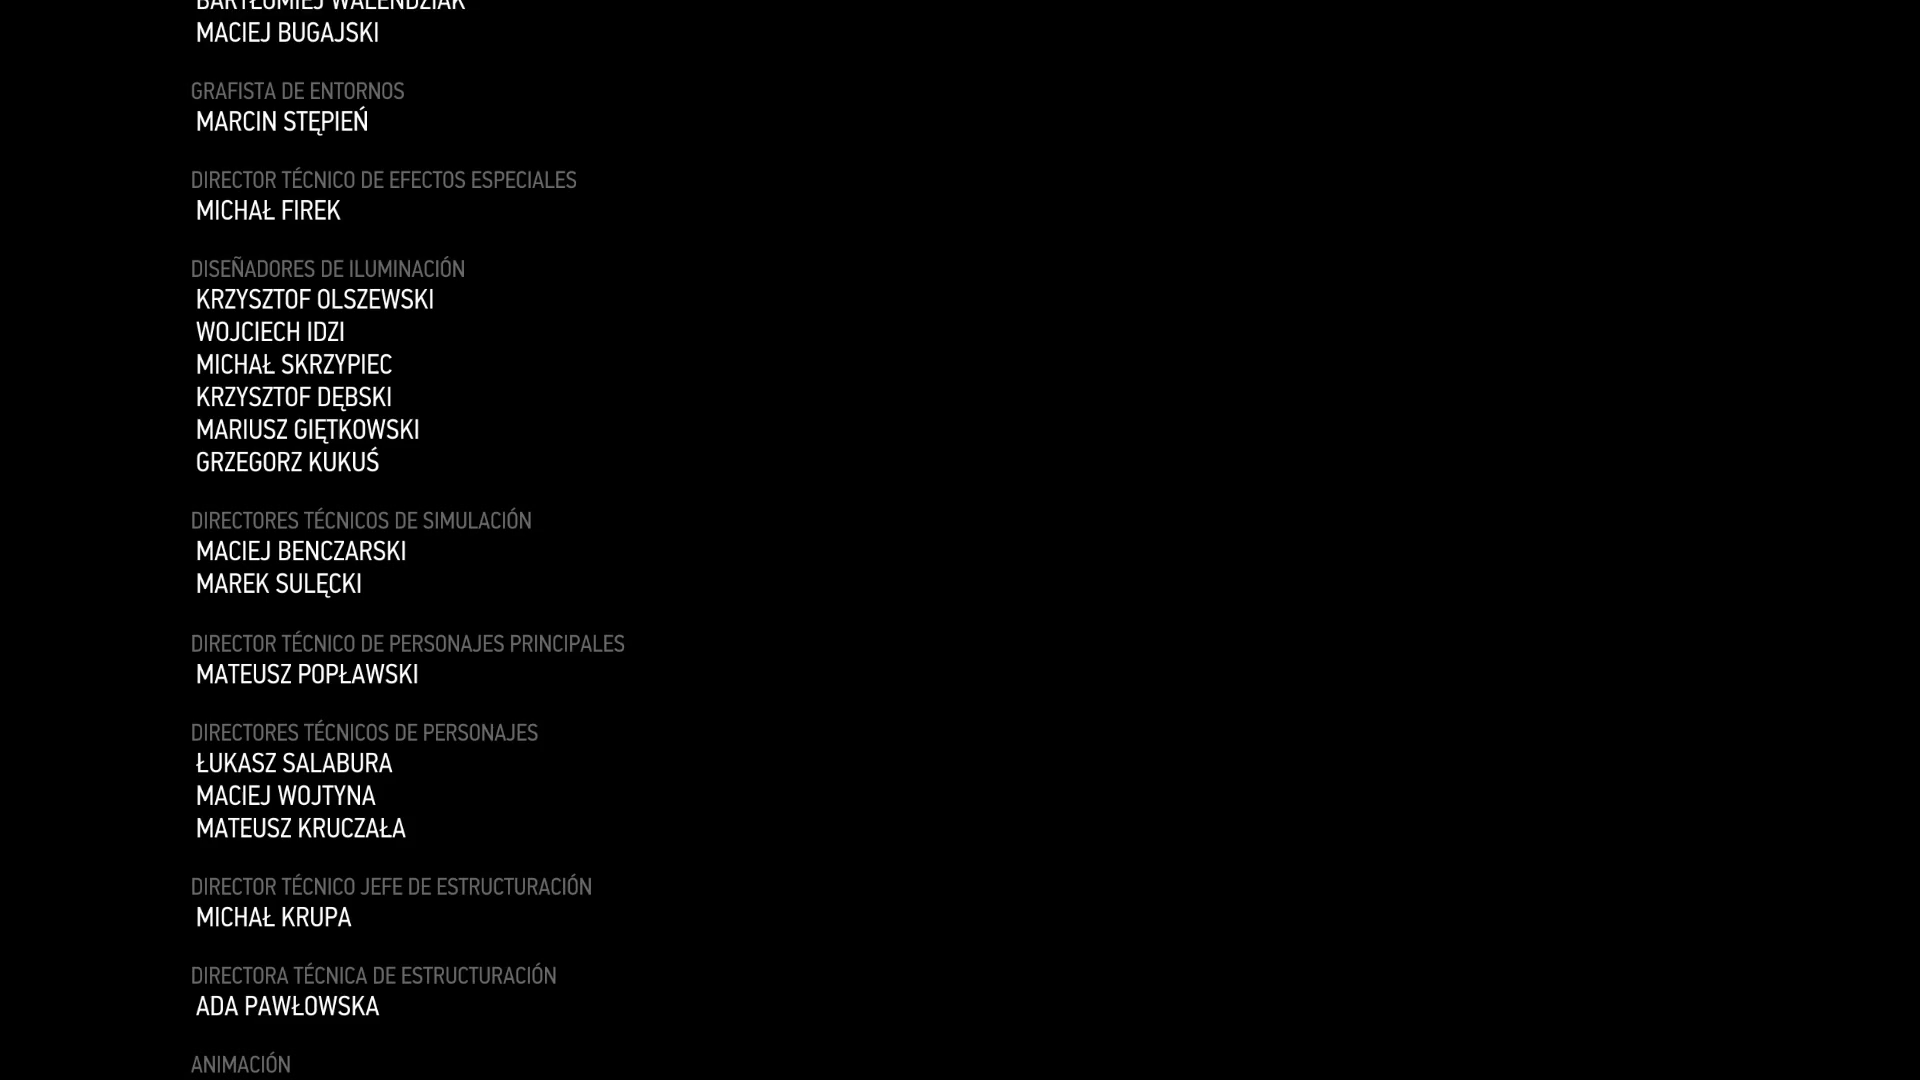 BARTŁOMIEJ WALENDZIAK
MACIEJ BUGAJSKI
GRAFISTA DE ENTORNOS
MARCIN STĘPIEŃ
DIRECTOR TÉCNICO DE EFECTOS ESPECIALES
MICHAŁ FIREK
DISEÑADORES DE ILUMINACIÓN
KRZYSZTOF OLSZEWSKI
WOJCIECH IDZI
MICHAŁ SKRZYPIEC
KRZYSZTOF DĘBSKI
MARIUSZ GIĘTKOWSKI
GRZEGORZ KUKUŚ
DIRECTORES TÉCNICOS DE SIMULACIÓN
MACIEJ BENCZARSKI
MAREK SULĘCKI
DIRECTOR TÉCNICO DE PERSONAJES PRINCIPALES
MATEUSZ POPŁAWSKI
DIRECTORES TÉCNICOS DE PERSONAJES
ŁUKASZ SALABURA
MACIEJ WOJTYNA
MATEUSZ KRUCZAŁA
DIRECTOR TÉCNICO JEFE DE ESTRUCTURACIÓN
MICHAŁ KRUPA
DIRECTORA TÉCNICA DE ESTRUCTURACIÓN
ADA PAWŁOWSKA
ANIMACIÓN